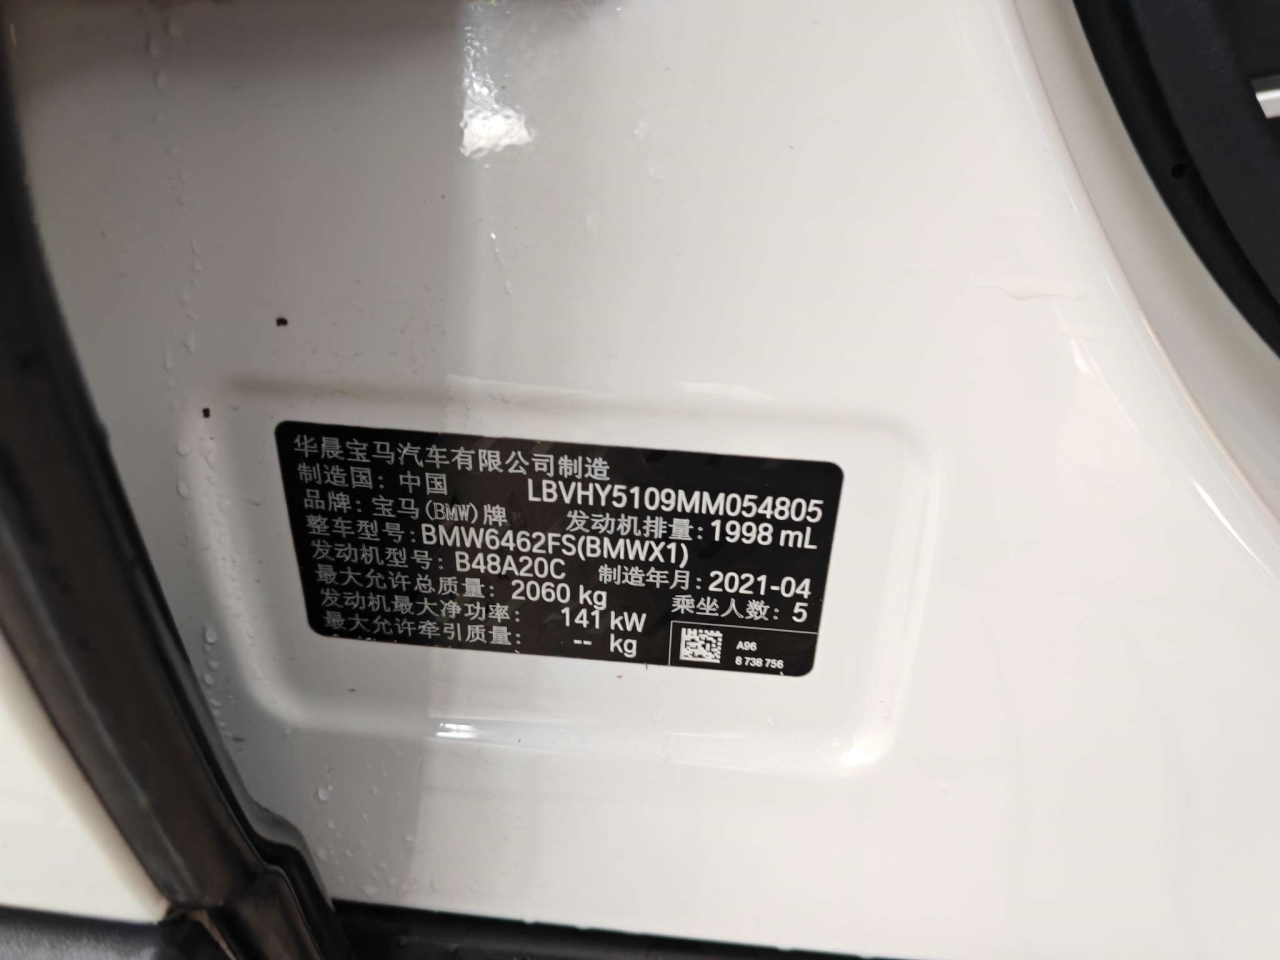 华晨宝马汽车有限公司制造
制造国：中国 LBVHY5109MM054805
品牌：宝马(BMW)牌 发动机排量：1998 mL
整车型号：BMW6462FS(BMWX1)
发动机型号：B48A20C 制造年月：2021-04
最大允许总质量：2060 kg 乘坐人数：5
发动机最大净功率：141 kW
最大允许牵引质量：-- kg
A96
8 738 756